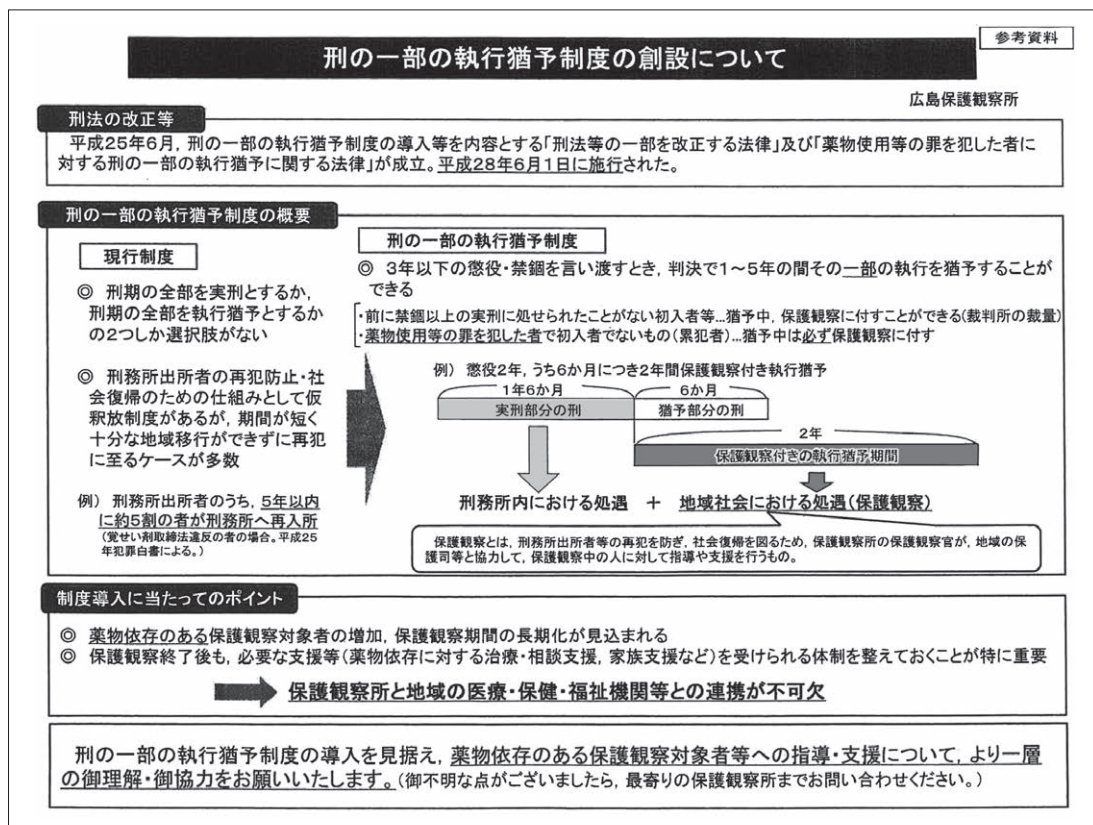 参考資料
刑の一部の執行猶予制度の創設について
広島保護観察所
刑法の改正等
平成25年6月，刑の一部の執行猶予制度の導入等を内容とする「刑法等の一部を改正する法律」及び「薬物使用等の罪を犯した者に
対する刑の一部の執行猶予に関する法律」が成立。平成28年6月1日に施行された。
刑の一部の執行猶予制度の概要
現行制度
◎ 刑期の全部を実刑とするか，
刑期の全部を執行猶予とするか
の2つしか選択肢がない
◎ 刑務所出所者の再犯防止・社
会復帰のための仕組みとして仮
釈放制度があるが，期間が短く
十分な地域移行ができずに再犯
に至るケースが多数
例） 刑務所出所者のうち，5年以内
に約5割の者が刑務所へ再入所
（覚せい剤取締法違反の者の場合。平成25
年犯罪白書による。）
刑の一部の執行猶予制度
◎ 3年以下の懲役・禁錮を言い渡すとき，判決で1～5年の間その一部の執行を猶予することが
できる
・前に禁錮以上の実刑に処せられたことがない初入者等…猶予中，保護観察に付すことができる（裁判所の裁量）
・薬物使用等の罪を犯した者で初入者でないもの（累犯者）…猶予中は必ず保護観察に付す
例） 懲役2年，うち6か月につき2年間保護観察付き執行猶予
1年6か月 6か月
実刑部分の刑 猶予部分の刑
2年
保護観察付きの執行猶予期間
刑務所内における処遇 ＋ 地域社会における処遇（保護観察）
保護観察とは，刑務所出所者等の再犯を防ぎ，社会復帰を図るため，保護観察所の保護観察官が，地域の保
護司等と協力して，保護観察中の人に対して指導や支援を行うもの。
制度導入に当たってのポイント
◎ 薬物依存のある保護観察対象者の増加，保護観察期間の長期化が見込まれる
◎ 保護観察終了後も，必要な支援等（薬物依存に対する治療・相談支援，家族支援など）を受けられる体制を整えておくことが特に重要
保護観察所と地域の医療・保健・福祉機関等との連携が不可欠
刑の一部の執行猶予制度の導入を見据え，薬物依存のある保護観察対象者等への指導・支援について，より一層
の御理解・御協力をお願いいたします。（御不明な点がございましたら，最寄りの保護観察所までお問い合わせください。）